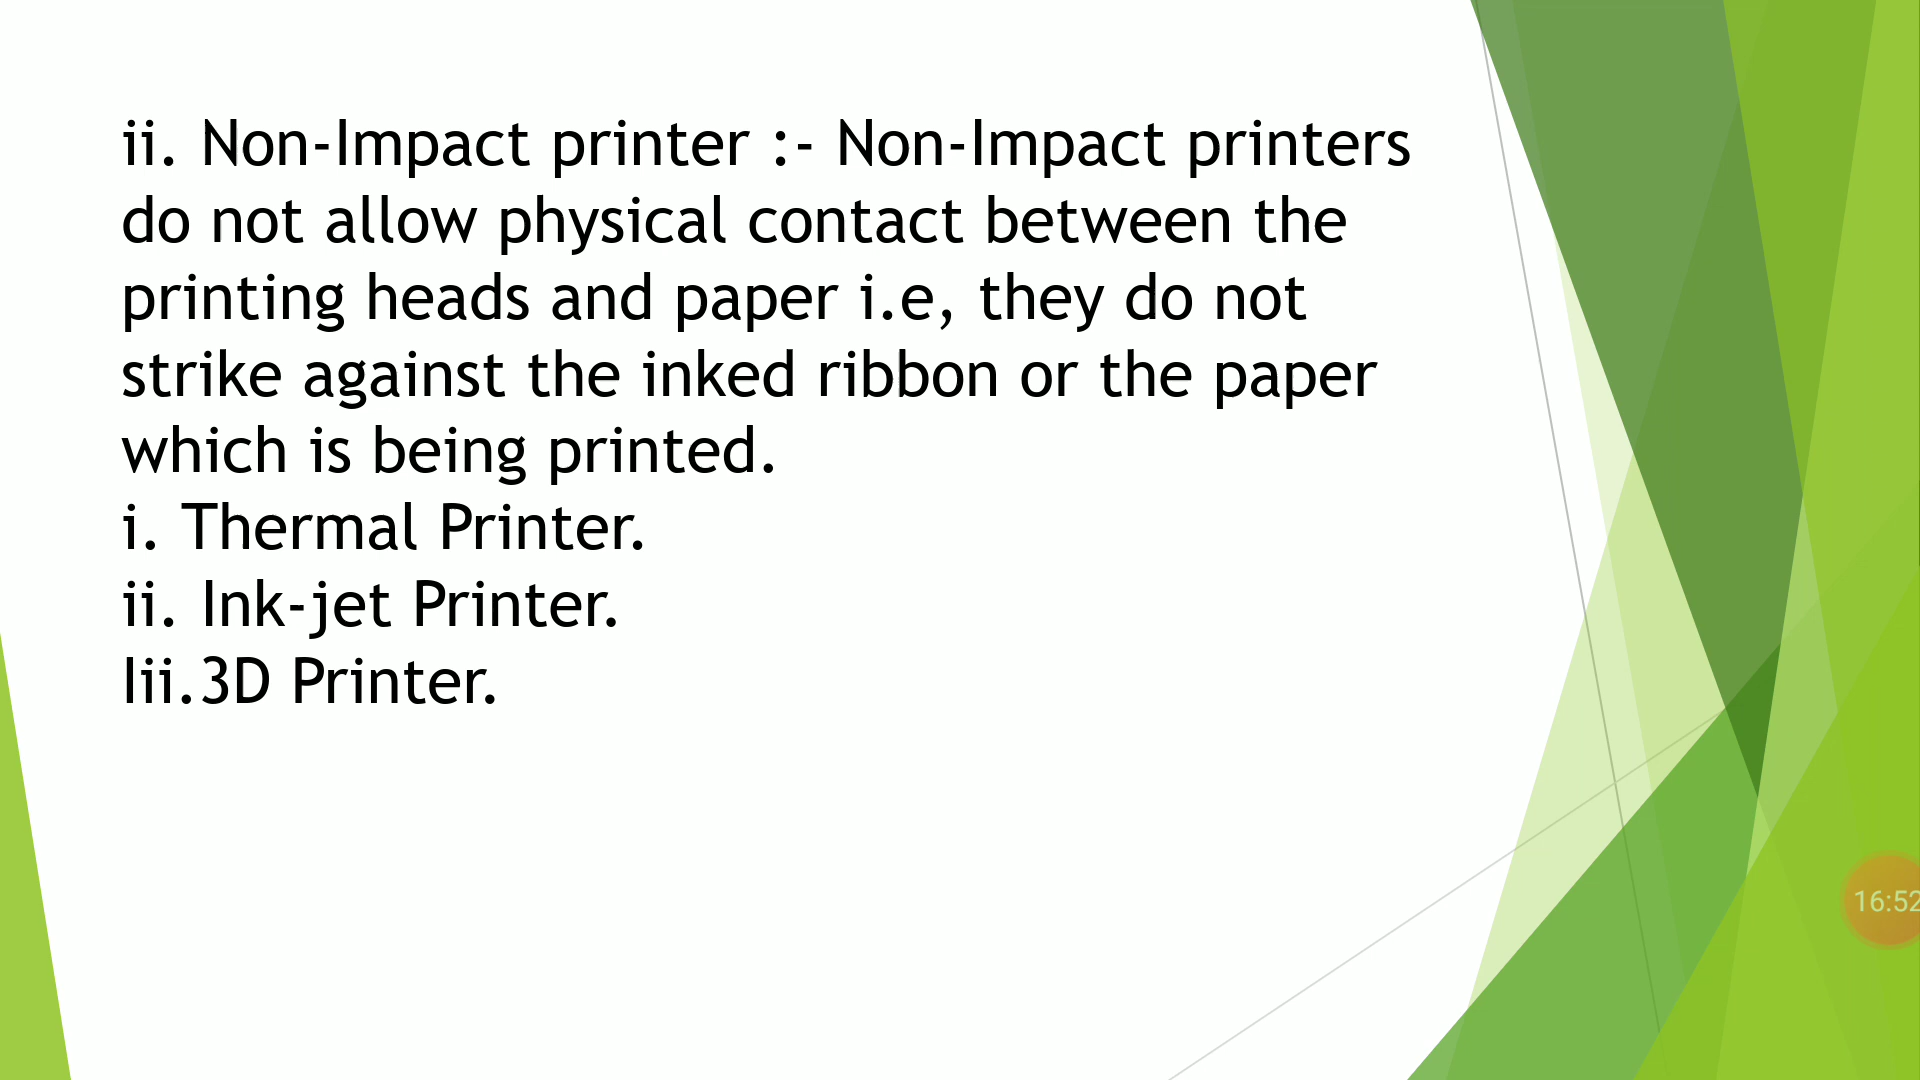 ii. Non-Impact printer :- Non-Impact printers
do not allow physical contact between the
printing heads and paper i.e, they do not
strike against the inked ribbon or the paper
which is being printed.
i. Thermal Printer.
ii. Ink-jet Printer.
Iii.3D Printer.
16:52